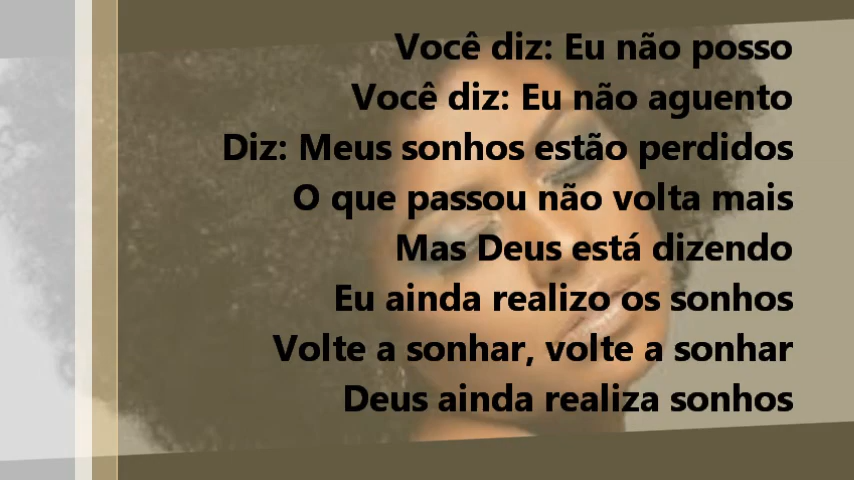 Você diz: Eu não posso
Você diz: Eu não aguento
Diz: Meus sonhos estão perdidos
O que passou não volta mais
Mas Deus está dizendo
Eu ainda realizo os sonhos
Volte a sonhar, volte a sonhar
Deus ainda realiza sonhos